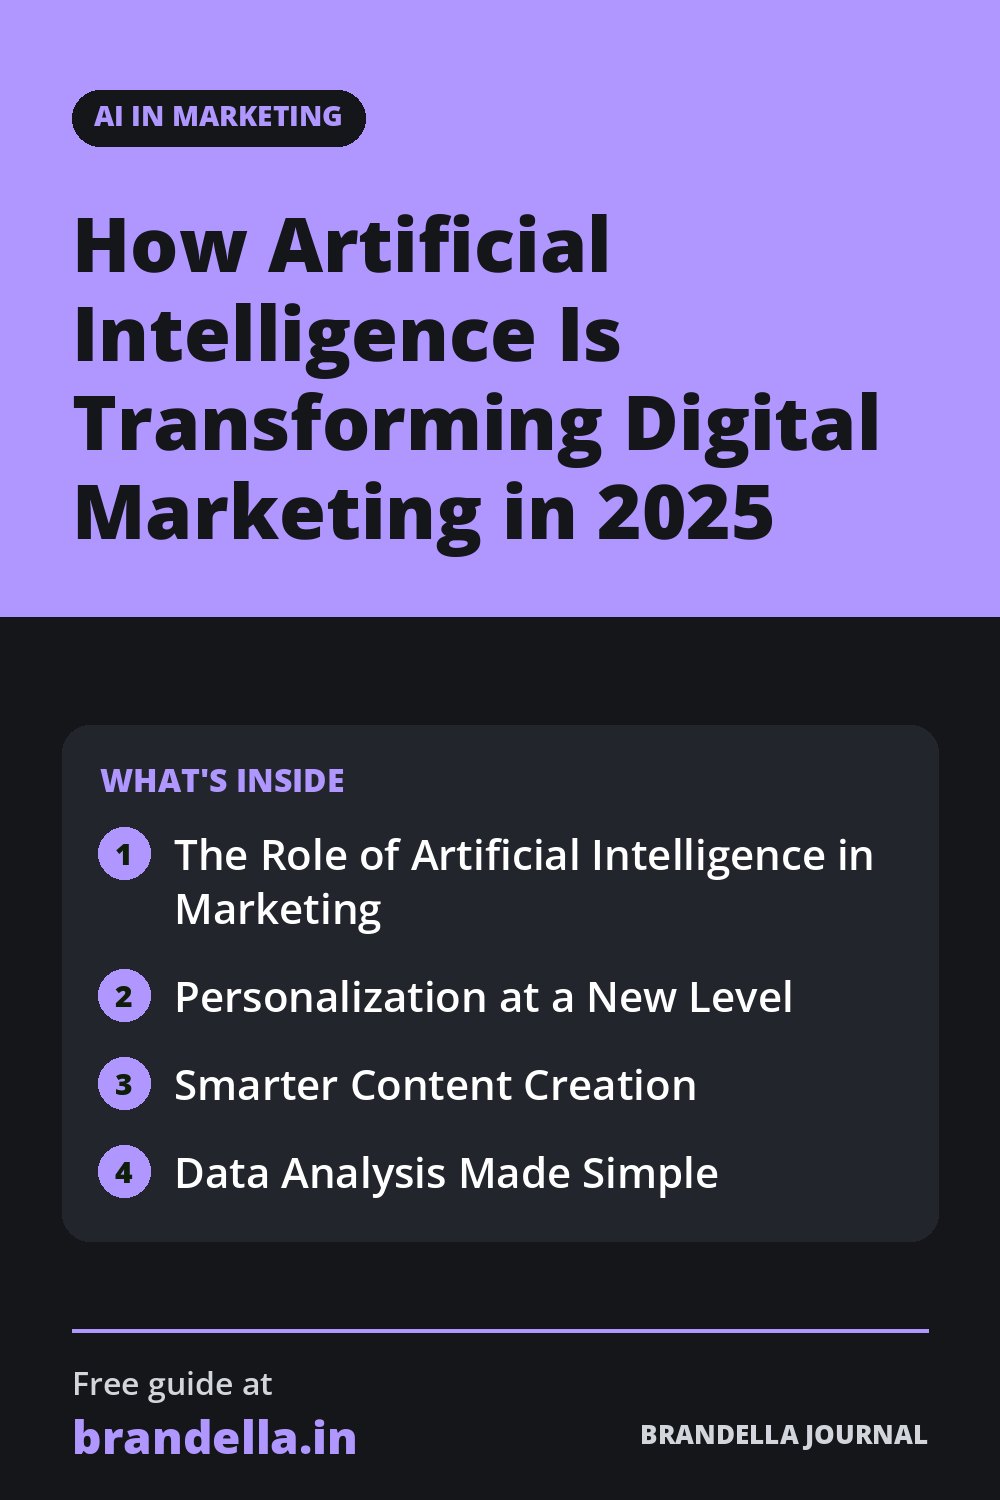 AI IN MARKETING
How Artificial
Intelligence Is
Transforming Digital
Marketing in 2025
WHAT'S INSIDE
1 The Role of Artificial Intelligence in
Marketing
2 Personalization at a New Level
3 Smarter Content Creation
4 Data Analysis Made Simple
Free guide at
brandella.in
BRANDELLA JOURNAL